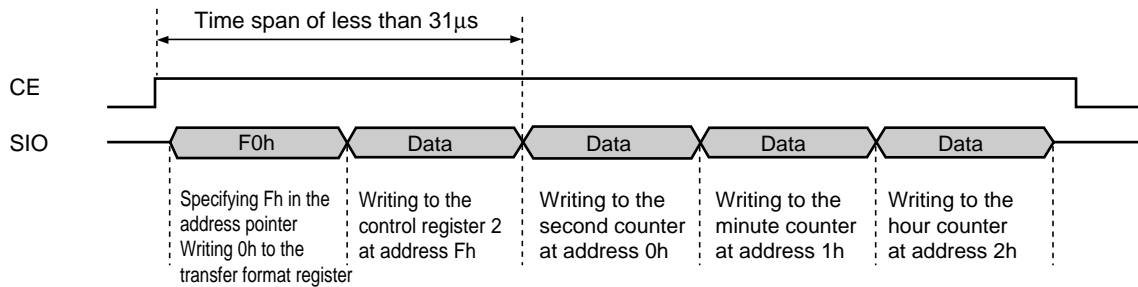 Time span of less than 31μs
CE
SIO
F0h
Data
Data
Data
Data
Specifying Fh in the
address pointer
Writing 0h to the
transfer format register
Writing to the
control register 2
at address Fh
Writing to the
second counter
at address 0h
Writing to the
minute counter
at address 1h
Writing to the
hour counter
at address 2h